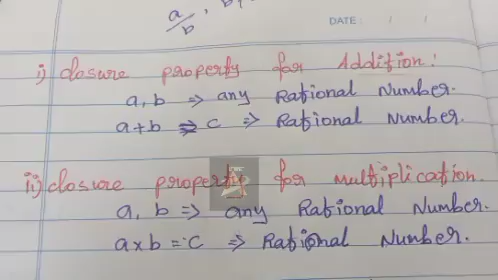 a/b, b
DATE: / /
i) closure property for Addition:
a, b => any Rational Number.
a+b => c => Rational Number.
ii) closure property for multiplication.
a, b => any Rational Number.
a×b = c => Rational Number.